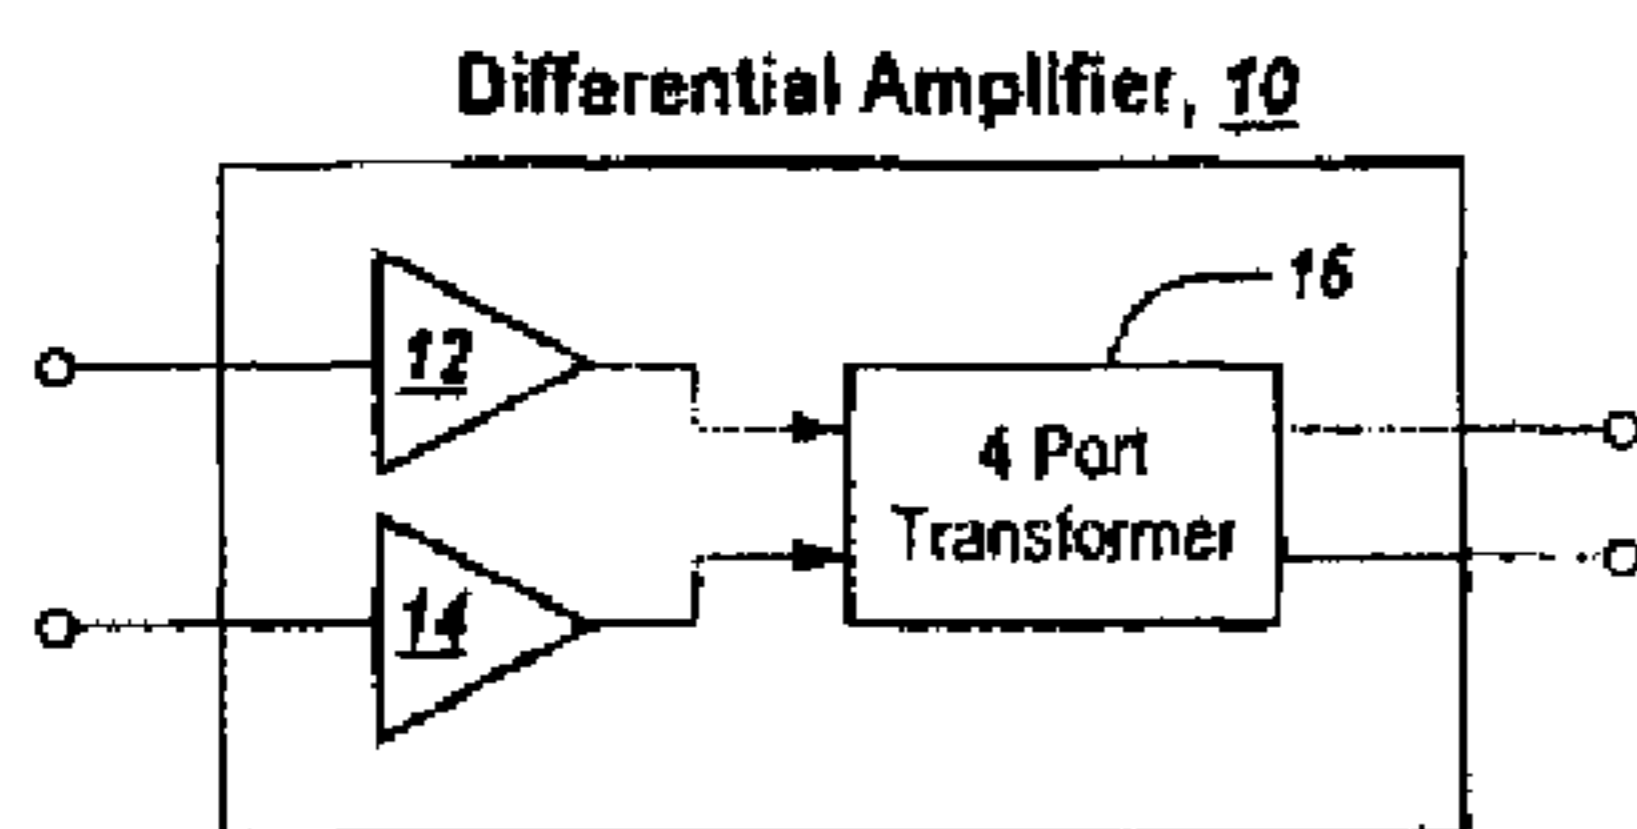 Differential Amplifier, 10
12
16
4 Port
Transformer
14